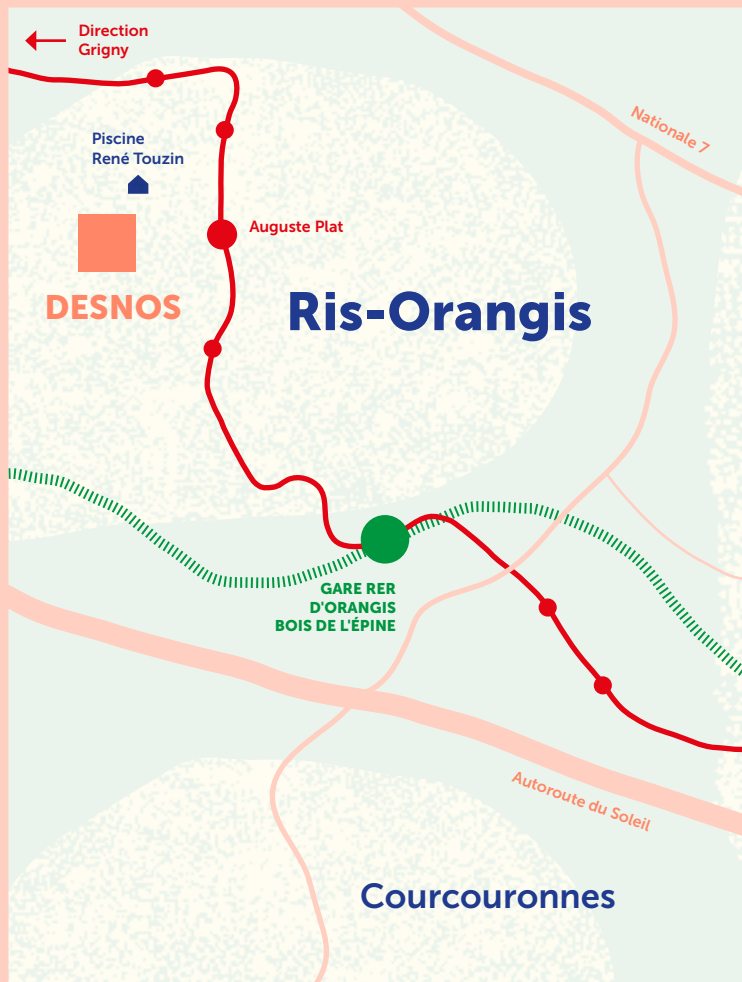 Direction
Grigny
Nationale 7
Piscine
René Touzin
Auguste Plat
DESNOS
Ris-Orangis
GARE RER
D'ORANGIS
BOIS DE L'ÉPINE
Autoroute du Soleil
Courcouronnes